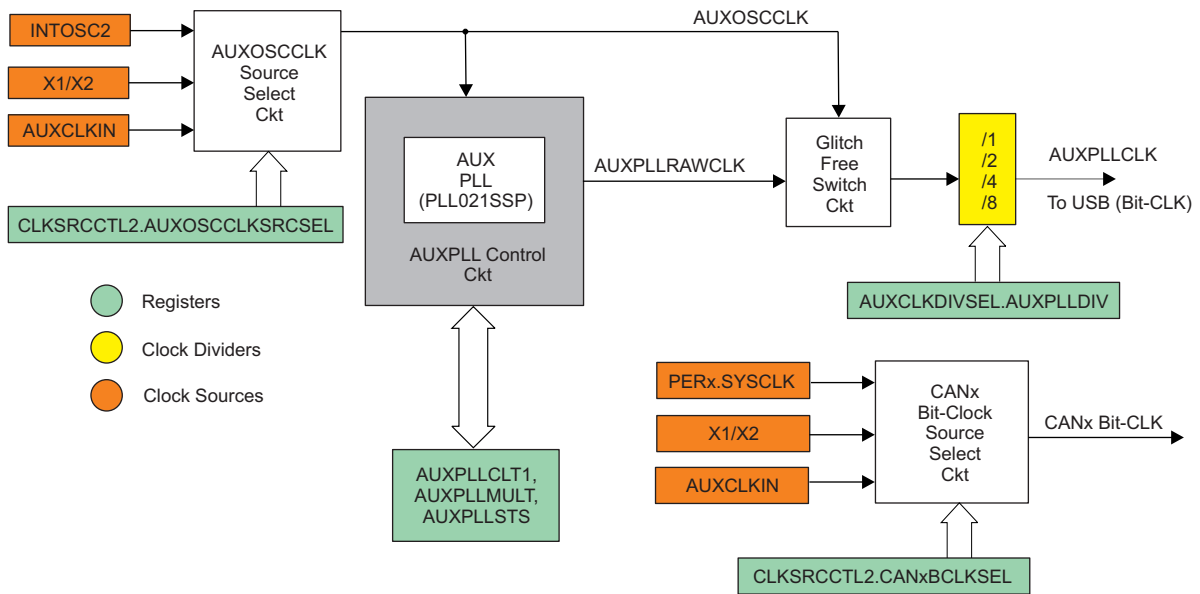 INTOSC2
X1/X2
AUXCLKIN
AUXOSCCLK
Source
Select
Ckt
CLKSRCCTL2.AUXOSCCLKSRCSEL
AUXOSCCLK
AUX
PLL
(PLL021SSP)
AUXPLL Control
Ckt
AUXPLLRAWCLK
Glitch
Free
Switch
Ckt
/1
/2
/4
/8
AUXPLLCLK
To USB (Bit-CLK)
AUXCLKDIVSEL.AUXPLLDIV
Registers
Clock Dividers
Clock Sources
AUXPLLCLT1,
AUXPLLMULT,
AUXPLLSTS
PERx.SYSCLK
X1/X2
AUXCLKIN
CANx
Bit-Clock
Source
Select
Ckt
CANx Bit-CLK
CLKSRCCTL2.CANxBCLKSEL